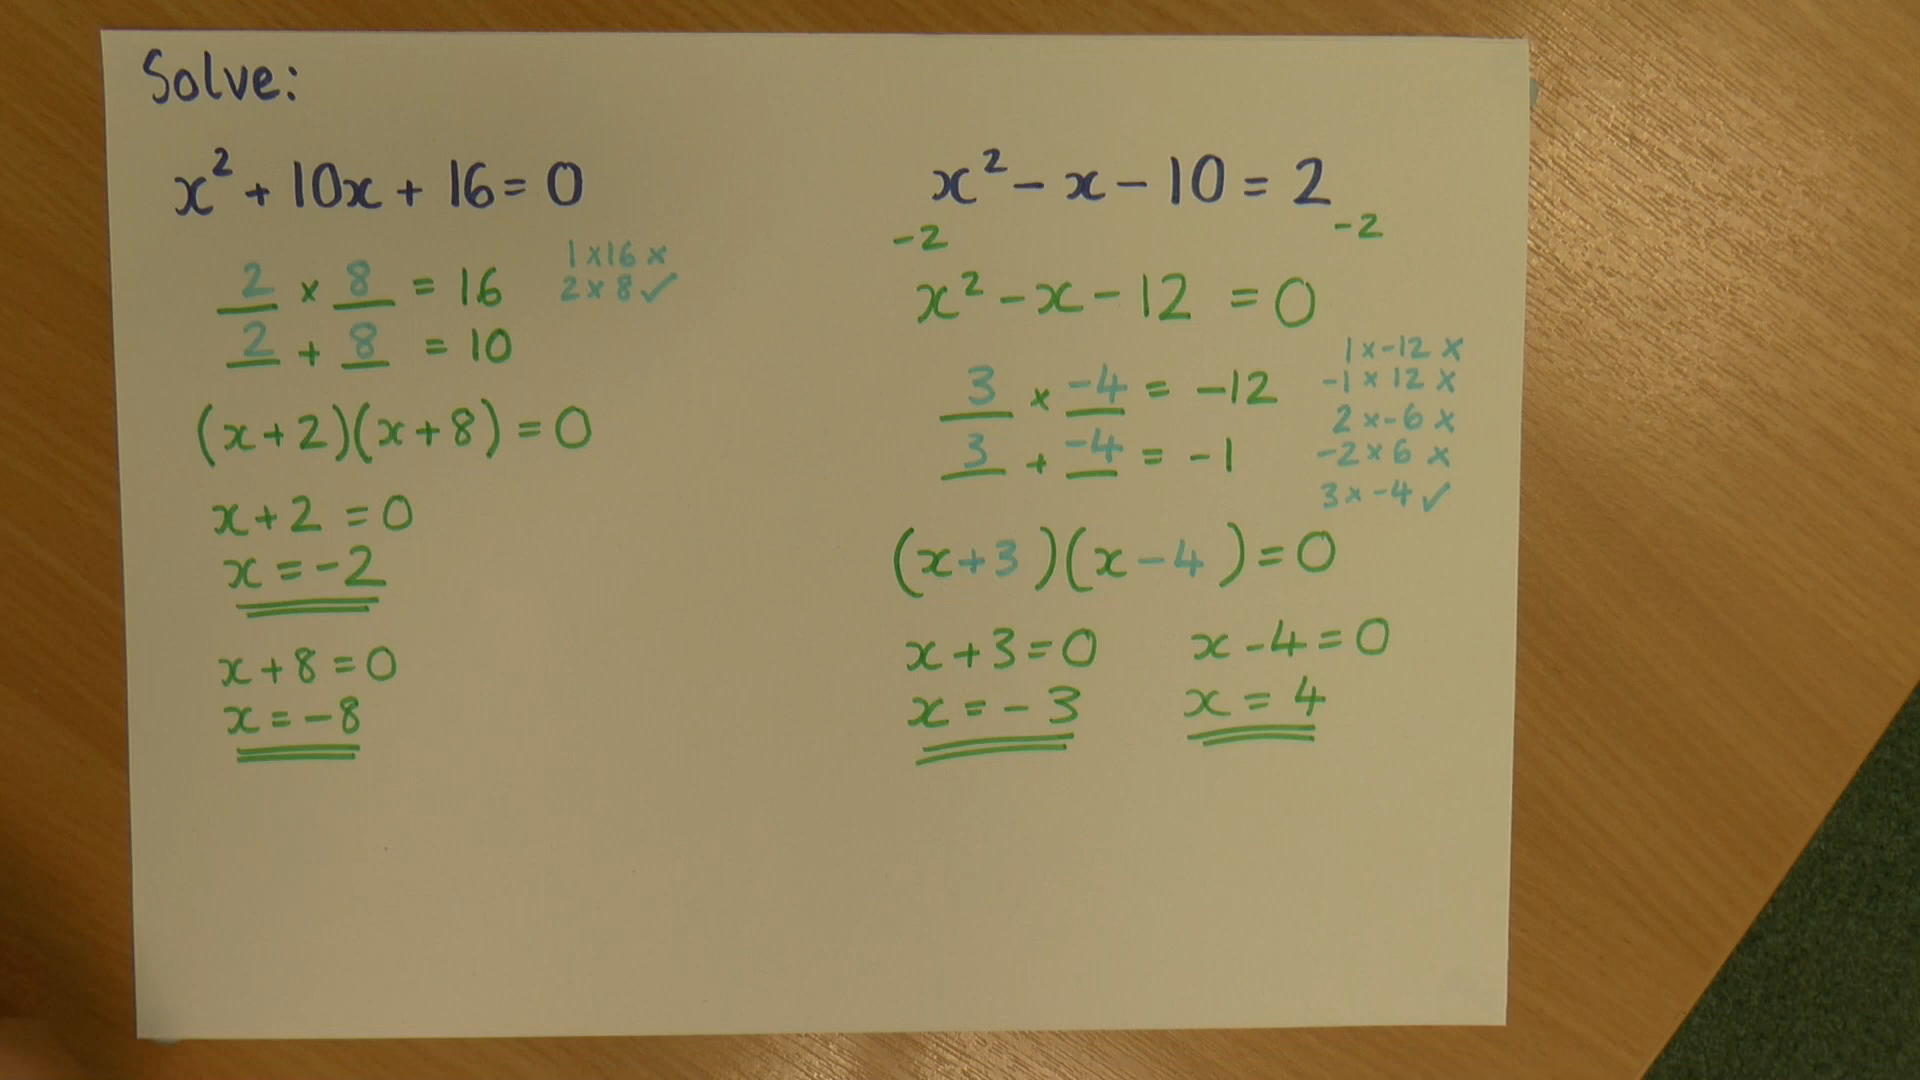 Solve:
x² + 10x + 16 = 0
2 × 8 = 16
1 × 16 ×
2 × 8 ✓
2 + 8 = 10
(x + 2)(x + 8) = 0
x + 2 = 0
x = -2
x + 8 = 0
x = -8
x² - x - 10 = 2
-2 -2
x² - x - 12 = 0
3 × -4 = -12
3 + -4 = -1
1 × -12 ×
-1 × 12 ×
2 × -6 ×
-2 × 6 ×
3 × -4 ✓
(x + 3)(x - 4) = 0
x + 3 = 0
x = -3
x - 4 = 0
x = 4